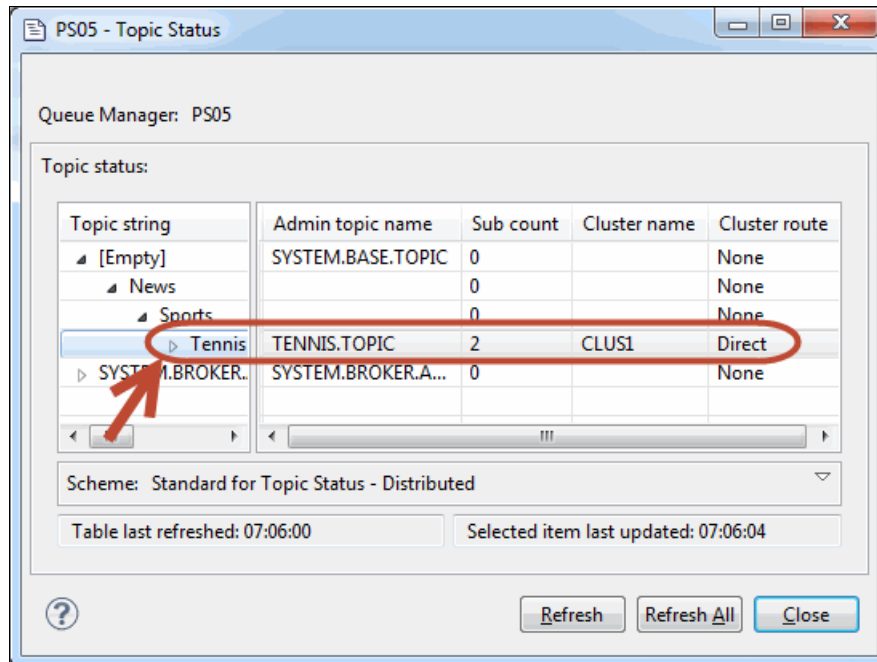 PS05 - Topic Status
Queue Manager: PS05
Topic status:
Topic string Admin topic name Sub count Cluster name Cluster route
[Empty] SYSTEM.BASE.TOPIC 0 None
News 0 None
Sports 0 None
Tennis TENNIS.TOPIC 2 CLUS1 Direct
SYSTEM.BROKER. SYSTEM.BROKER.A... 0 None
Scheme: Standard for Topic Status - Distributed
Table last refreshed: 07:06:00 Selected item last updated: 07:06:04
? Refresh Refresh All Close